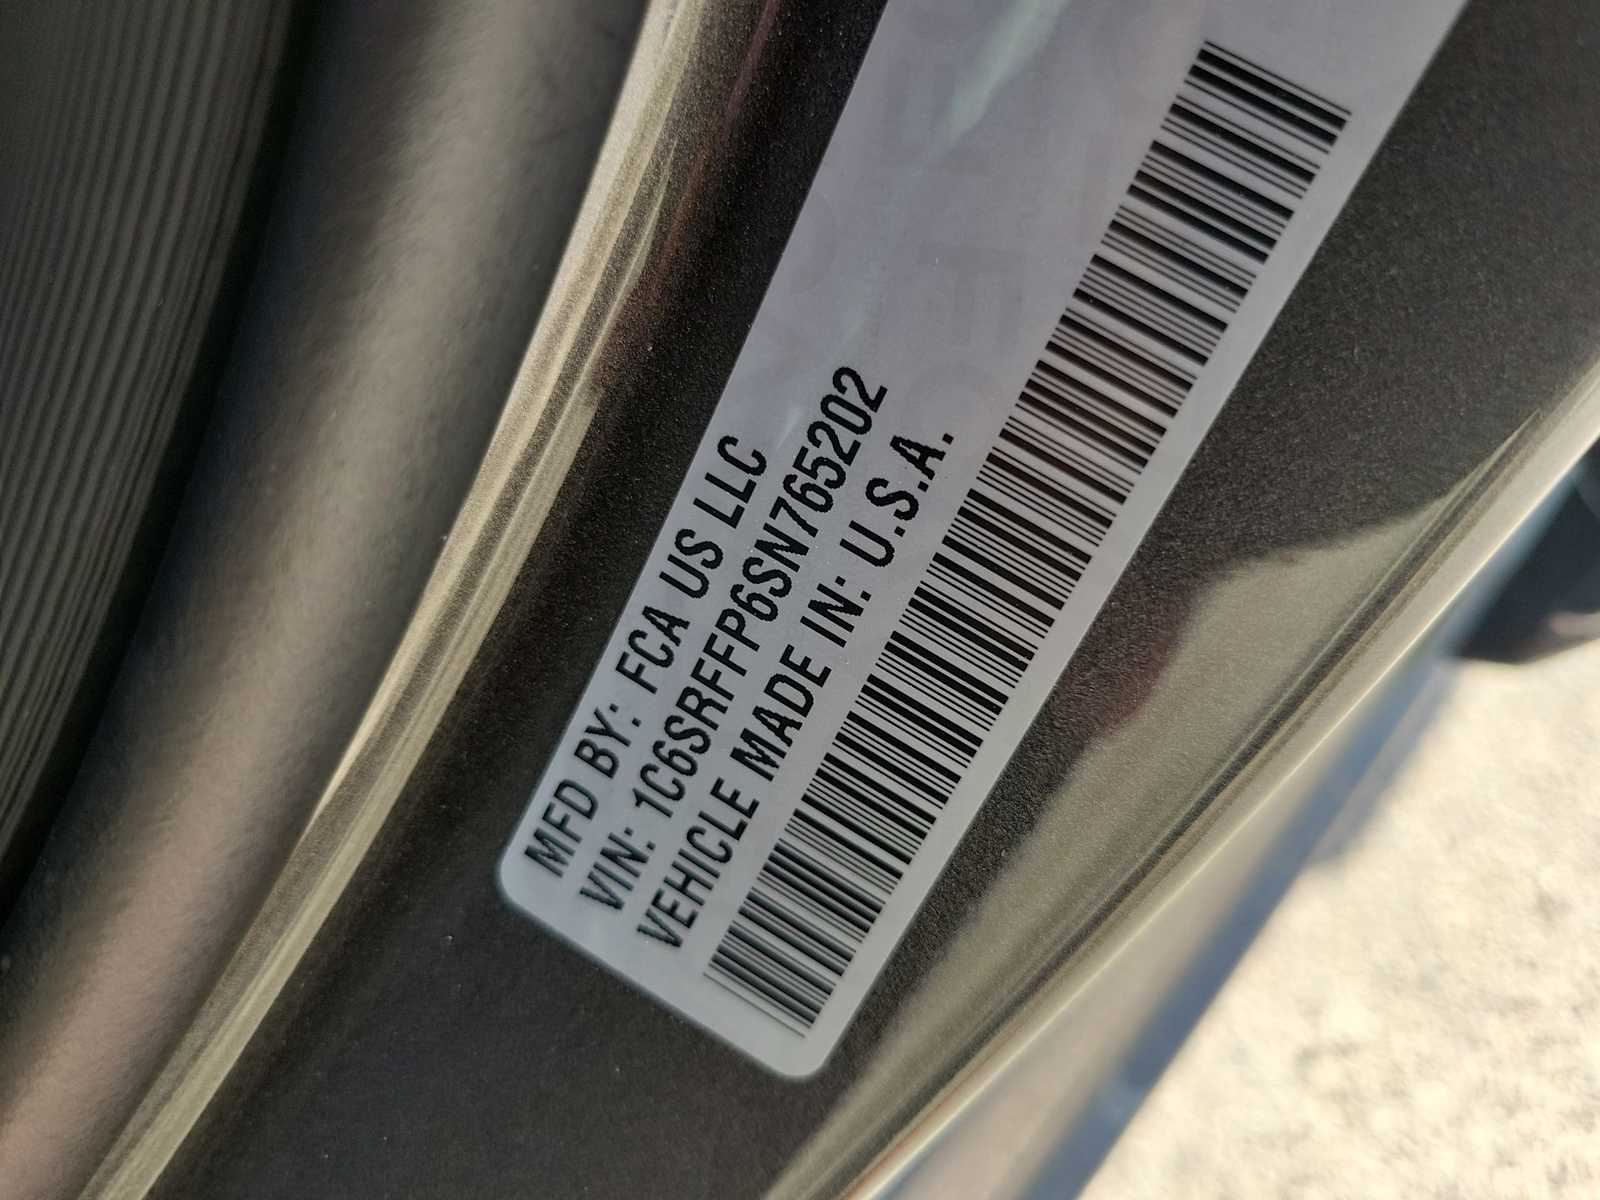 MFD BY: FCA US LLC
VIN: 1C6SRFFP6SN765202
VEHICLE MADE IN: U.S.A.